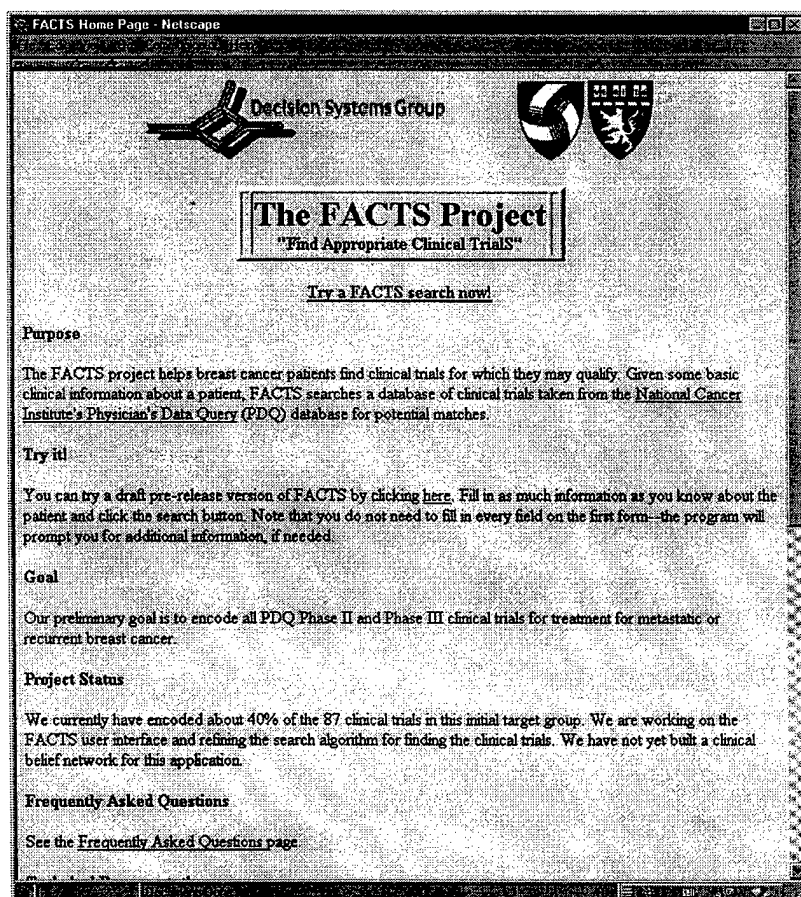 FACTS Home Page - Netscape
Decision Systems Group
The FACTS Project
"Find Appropriate Clinical TrialS"
Try a FACTS search now!
Purpose
The FACTS project helps breast cancer patients find clinical trials for which they may qualify. Given some basic
clinical information about a patient, FACTS searches a database of clinical trials taken from the National Cancer
Institute's Physician's Data Query (PDQ) database for potential matches.
Try it!
You can try a draft pre-release version of FACTS by clicking here. Fill in as much information as you know about the
patient and click the search button. Note that you do not need to fill in every field on the first form--the program will
prompt you for additional information, if needed.
Goal
Our preliminary goal is to encode all PDQ Phase II and Phase III clinical trials for treatment for metastatic or
recurrent breast cancer.
Project Status
We currently have encoded about 40% of the 87 clinical trials in this initial target group. We are working on the
FACTS user interface and refining the search algorithm for finding the clinical trials. We have not yet built a clinical
belief network for this application.
Frequently Asked Questions
See the Frequently Asked Questions page.